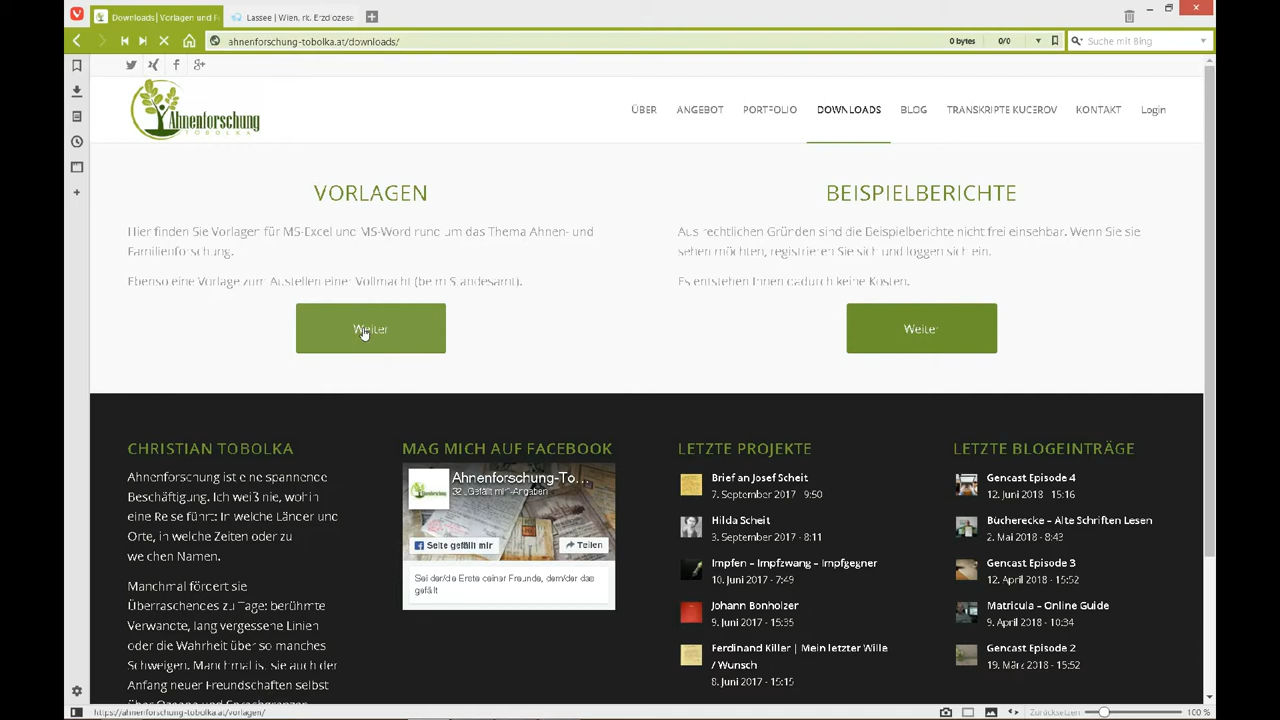 Downloads | Vorlagen und F
Lassee | Wien, rk. Erzdiözese
ahnenforschung-tobolka.at/downloads/
0 bytes
0/0
Suche mit Bing
Ahnenforschung
TOBOLKA
ÜBER
ANGEBOT
PORTFOLIO
DOWNLOADS
BLOG
TRANSKRIPTE KUCEROV
KONTAKT
Login
VORLAGEN
Hier finden Sie Vorlagen für MS-Excel und MS-Word rund um das Thema Ahnen- und
Familienforschung.
Ebenso eine Vorlage zum Austellen einer Vollmacht (beim Standesamt).
Weiter
BEISPIELBERICHTE
Aus rechtlichen Gründen sind die Beispielberichte nicht frei einsehbar. Wenn Sie sie
sehen möchten, registrieren Sie sich und loggen sich ein.
Es entstehen Ihnen dadurch keine Kosten.
Weiter
CHRISTIAN TOBOLKA
Ahnenforschung ist eine spannende
Beschäftigung. Ich weiß nie, wohin
eine Reise führt: In welche Länder und
Orte, in welche Zeiten oder zu
welchen Namen.
Manchmal fördert sie
Überraschendes zu Tage: berühmte
Verwandte, lang vergessene Linien
oder die Wahrheit über so manches
Schweigen. Manchmal ist sie auch der
Anfang neuer Freundschaften selbst
über Ozeane und Sprachgrenzen
MAG MICH AUF FACEBOOK
Ahnenforschung-To...
32 „Gefällt mir“-Angaben
Seite gefällt mir
Teilen
Sei der/die Erste deiner Freunde, dem/der das
gefällt
LETZTE PROJEKTE
Brief an Josef Scheit
7. September 2017 - 9:50
Hilda Scheit
3. September 2017 - 8:11
Impfen – Impfzwang – Impfgegner
10. Juni 2017 - 7:49
Johann Bonholzer
9. Juni 2017 - 15:35
Ferdinand Killer | Mein letzter Wille
/ Wunsch
8. Juni 2017 - 15:15
LETZTE BLOGEINTRÄGE
Gencast Episode 4
12. Juni 2018 - 15:16
Bücherecke – Alte Schriften Lesen
2. Mai 2018 - 8:43
Gencast Episode 3
12. April 2018 - 15:52
Matricula – Online Guide
9. April 2018 - 10:34
Gencast Episode 2
19. März 2018 - 15:52
https://ahnenforschung-tobolka.at/vorlagen/
Zurücksetzen
100 %